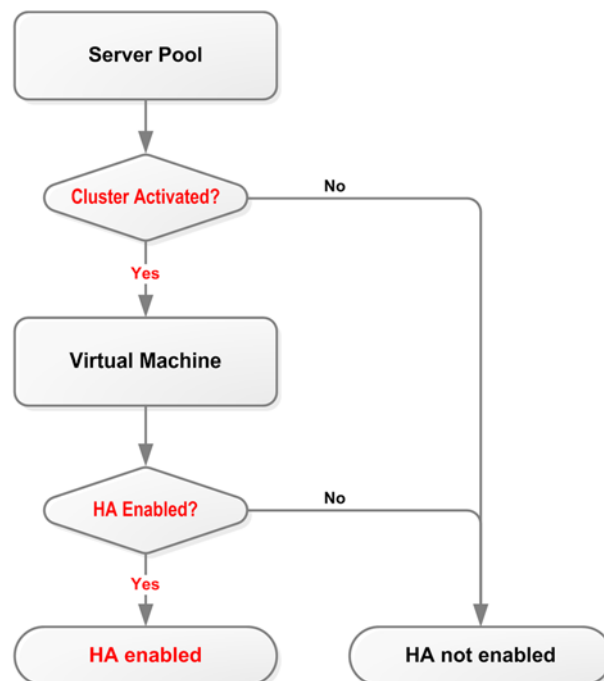 Server Pool
Cluster Activated?
No
Yes
Virtual Machine
HA Enabled?
No
Yes
HA enabled
HA not enabled